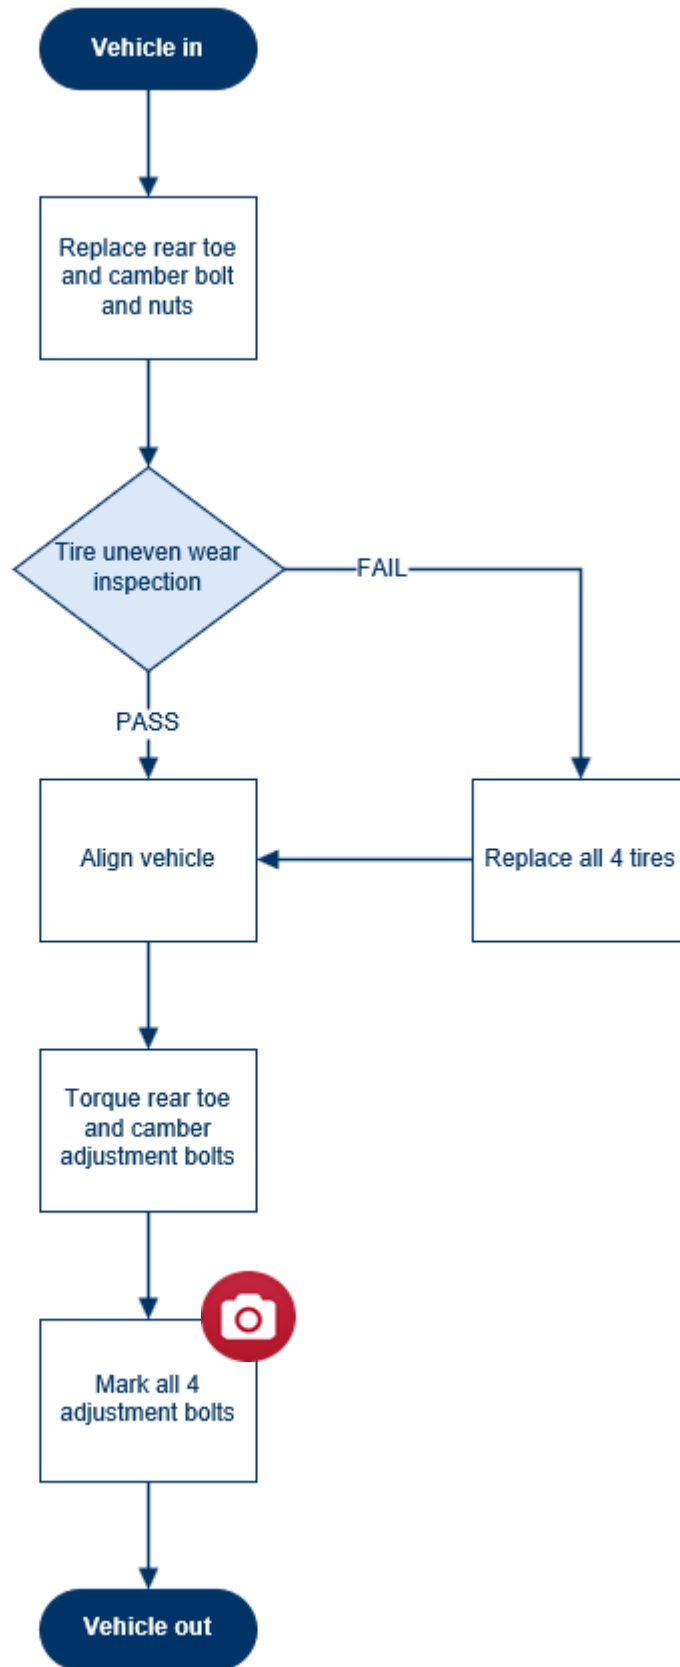 Vehicle in
Replace rear toe
and camber bolt
and nuts
Tire uneven wear
inspection
FAIL
PASS
Align vehicle
Replace all 4 tires
Torque rear toe
and camber
adjustment bolts
Mark all 4
adjustment bolts
Vehicle out